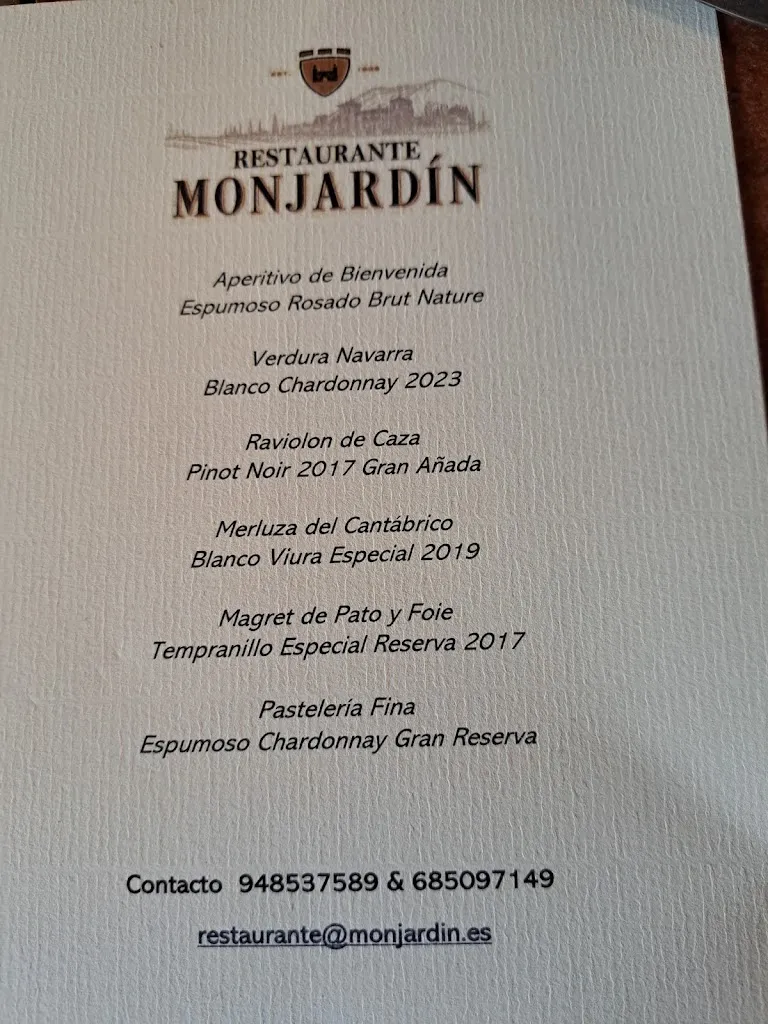 RESTAURANTE
MONJARDÍN
Aperitivo de Bienvenida
Espumoso Rosado Brut Nature
Verdura Navarra
Blanco Chardonnay 2023
Raviolon de Caza
Pinot Noir 2017 Gran Añada
Merluza del Cantábrico
Blanco Viura Especial 2019
Magret de Pato y Foie
Tempranillo Especial Reserva 2017
Pastelería Fina
Espumoso Chardonnay Gran Reserva
Contacto 948537589 & 685097149
restaurante@monjardin.es